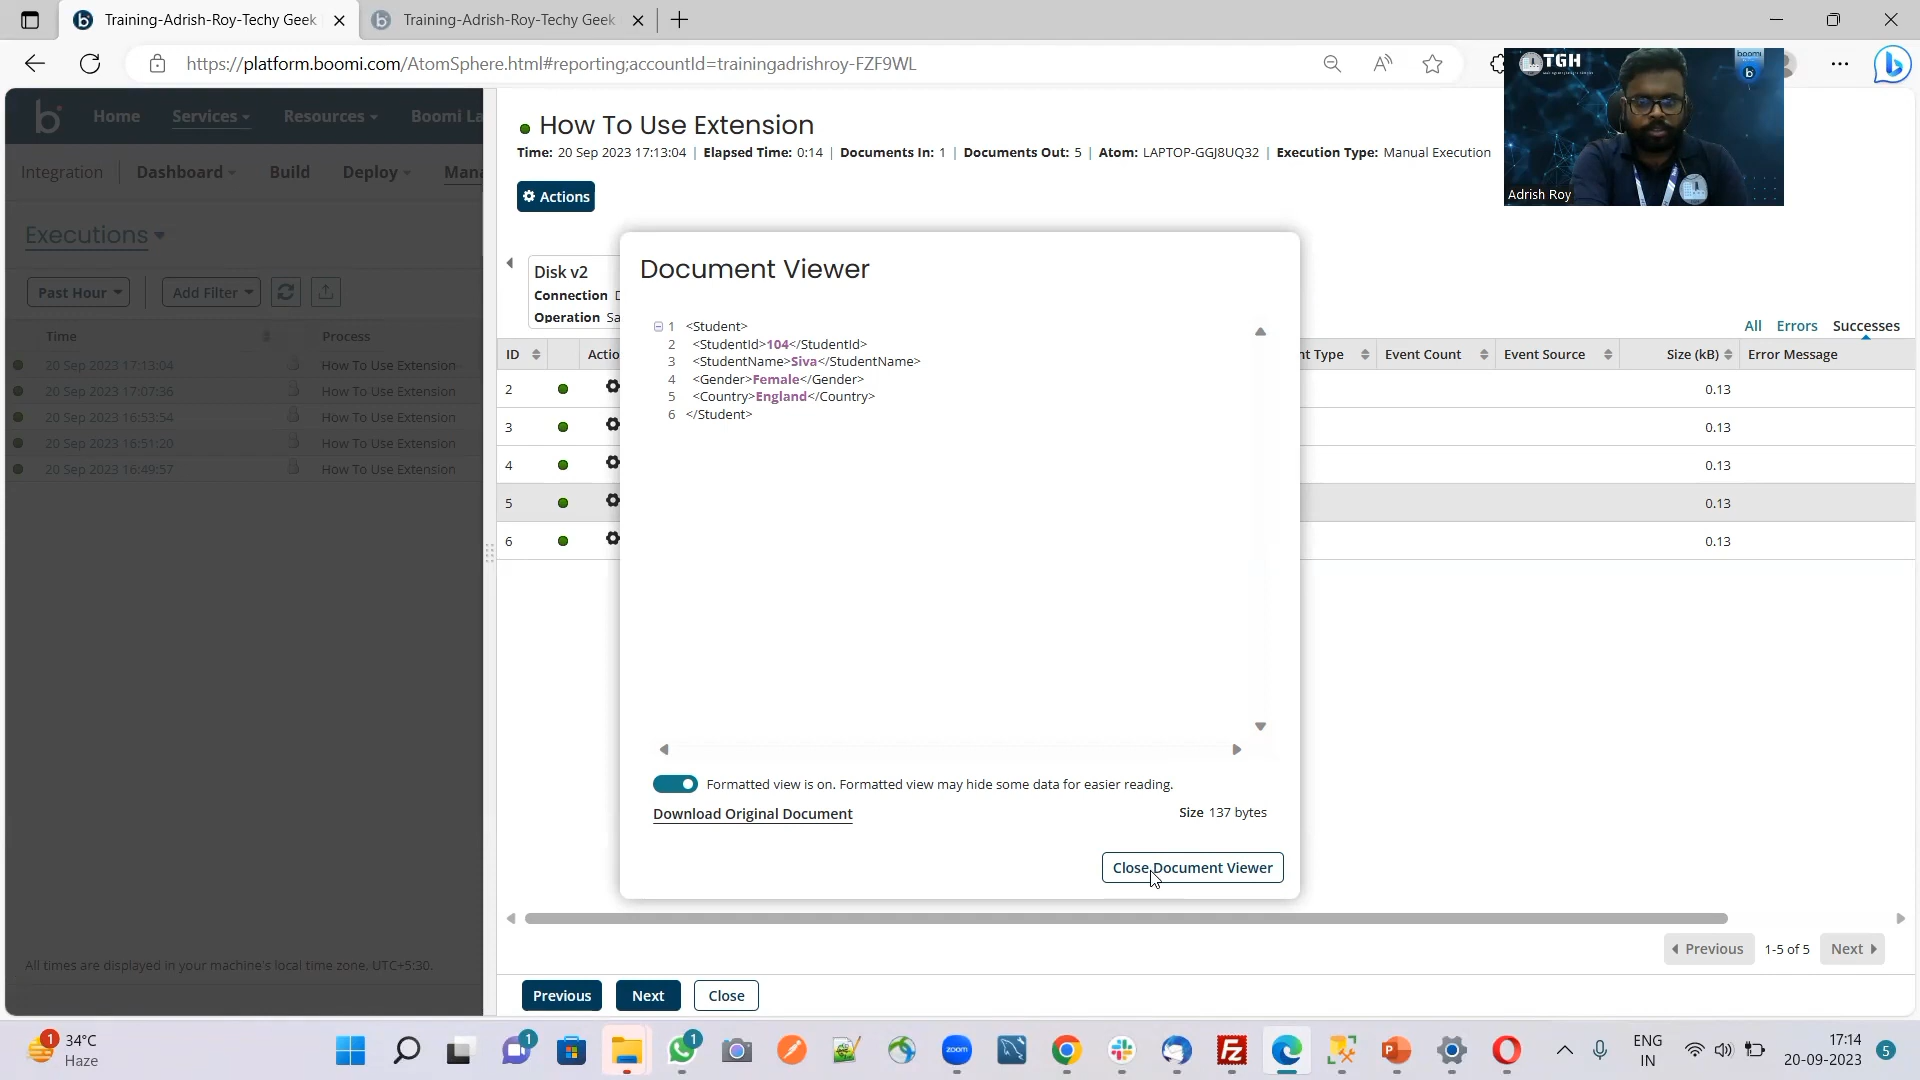 Training-Adrish-Roy-Techy Geek
Training-Adrish-Roy-Techy Geek
https://platform.boomi.com/AtomSphere.html#reporting;accountId=trainingadrishroy-FZF9WL
TGH
boomi
Adrish Roy
Home
Services
Resources
Boomi La
Integration
Dashboard
Build
Deploy
Mana
Executions
Past Hour
Add Filter
Time
Process
20 Sep 2023 17:13:04
How To Use Extension
20 Sep 2023 17:07:36
How To Use Extension
20 Sep 2023 16:53:54
How To Use Extension
20 Sep 2023 16:51:20
How To Use Extension
20 Sep 2023 16:49:57
How To Use Extension
All times are displayed in your machine's local time zone. UTC+5:30.
How To Use Extension
Time: 20 Sep 2023 17:13:04 | Elapsed Time: 0:14 | Documents In: 1 | Documents Out: 5 | Atom: LAPTOP-GGJ8UQ32 | Execution Type: Manual Execution
Actions
Disk v2
Connection
Operation Sa
All Errors Successes
ID
Actio
nt Type
Event Count
Event Source
Size (kB)
Error Message
2
0.13
3
0.13
4
0.13
5
0.13
6
0.13
Document Viewer
1 <Student>
2 <StudentId>104</StudentId>
3 <StudentName>Siva</StudentName>
4 <Gender>Female</Gender>
5 <Country>England</Country>
6 </Student>
Formatted view is on. Formatted view may hide some data for easier reading.
Download Original Document
Size 137 bytes
Close Document Viewer
Previous
1-5 of 5
Next
Previous
Next
Close
1
34°C
Haze
1
1
zoom
ENG
IN
17:14
20-09-2023
5